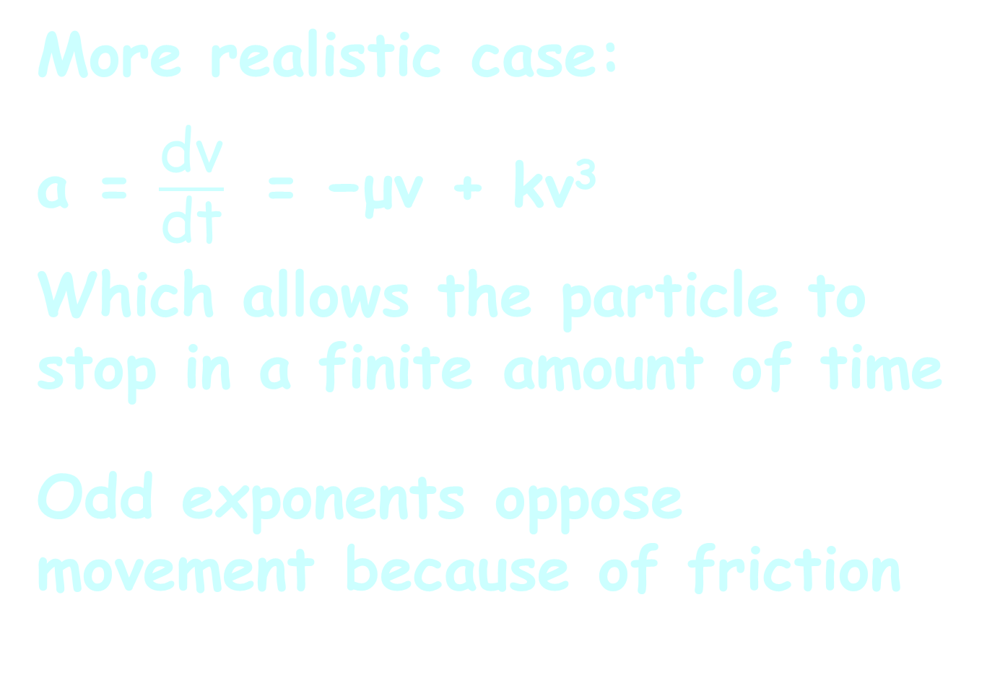 More realistic case:
a = dv/dt = −μv + kv³
Which allows the particle to
stop in a finite amount of time
Odd exponents oppose
movement because of friction